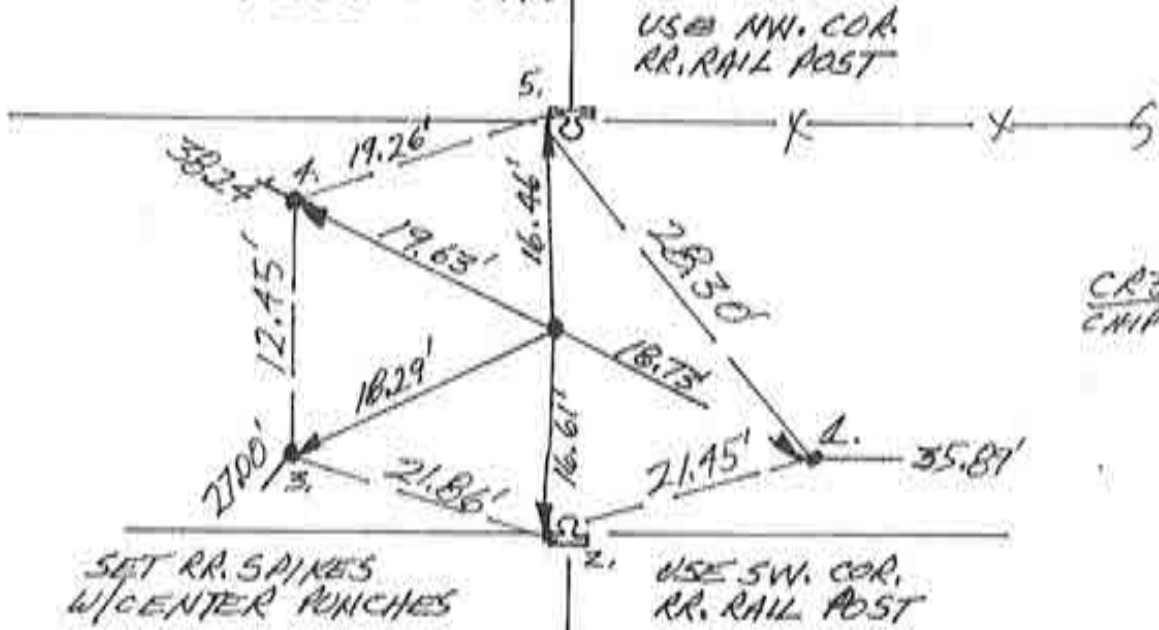 USE NW. COR.
RR. RAIL POST
5.
19.26'
4.
38.24
16.46'
19.63'
28.30'
12.45'
18.29'
18.73'
16.61'
CR3
1.
35.87'
27.00'
3.
21.86'
21.45'
2.
SET RR. SPIKES
W/CENTER PUNCHES
USE SW. COR.
RR. RAIL POST